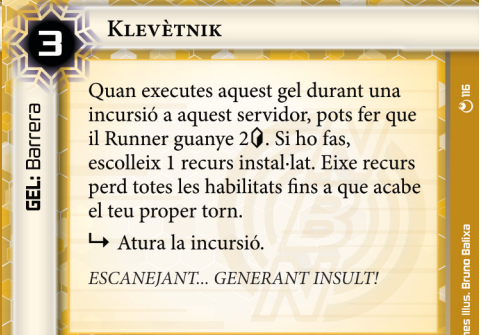 3
KLEVÈTNIK
GEL: Barrera
Quan executes aquest gel durant una
incursió a aquest servidor, pots fer que
il Runner guanye 2. Si ho fas,
escolleix 1 recurs instal·lat. Eixe recurs
perd totes les habilitats fins a que acabe
el teu proper torn.
↳ Atura la incursió.
ESCANEJANT... GENERANT INSULT!
116
nes Illus. Bruno Balixa